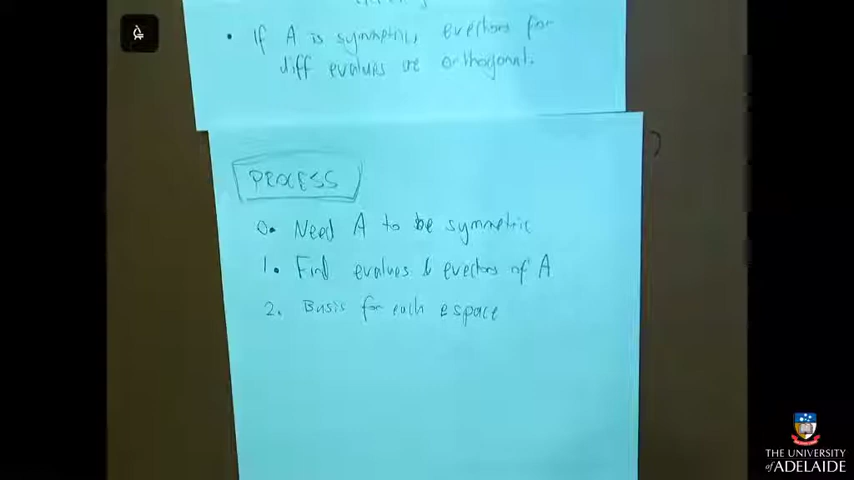 • If A is symmetric, evectors for
diff evalues are orthogonal.
PROCESS
0. Need A to be symmetric
1. Find evalues & evectors of A
2. Basis for each espace
THE UNIVERSITY
of ADELAIDE